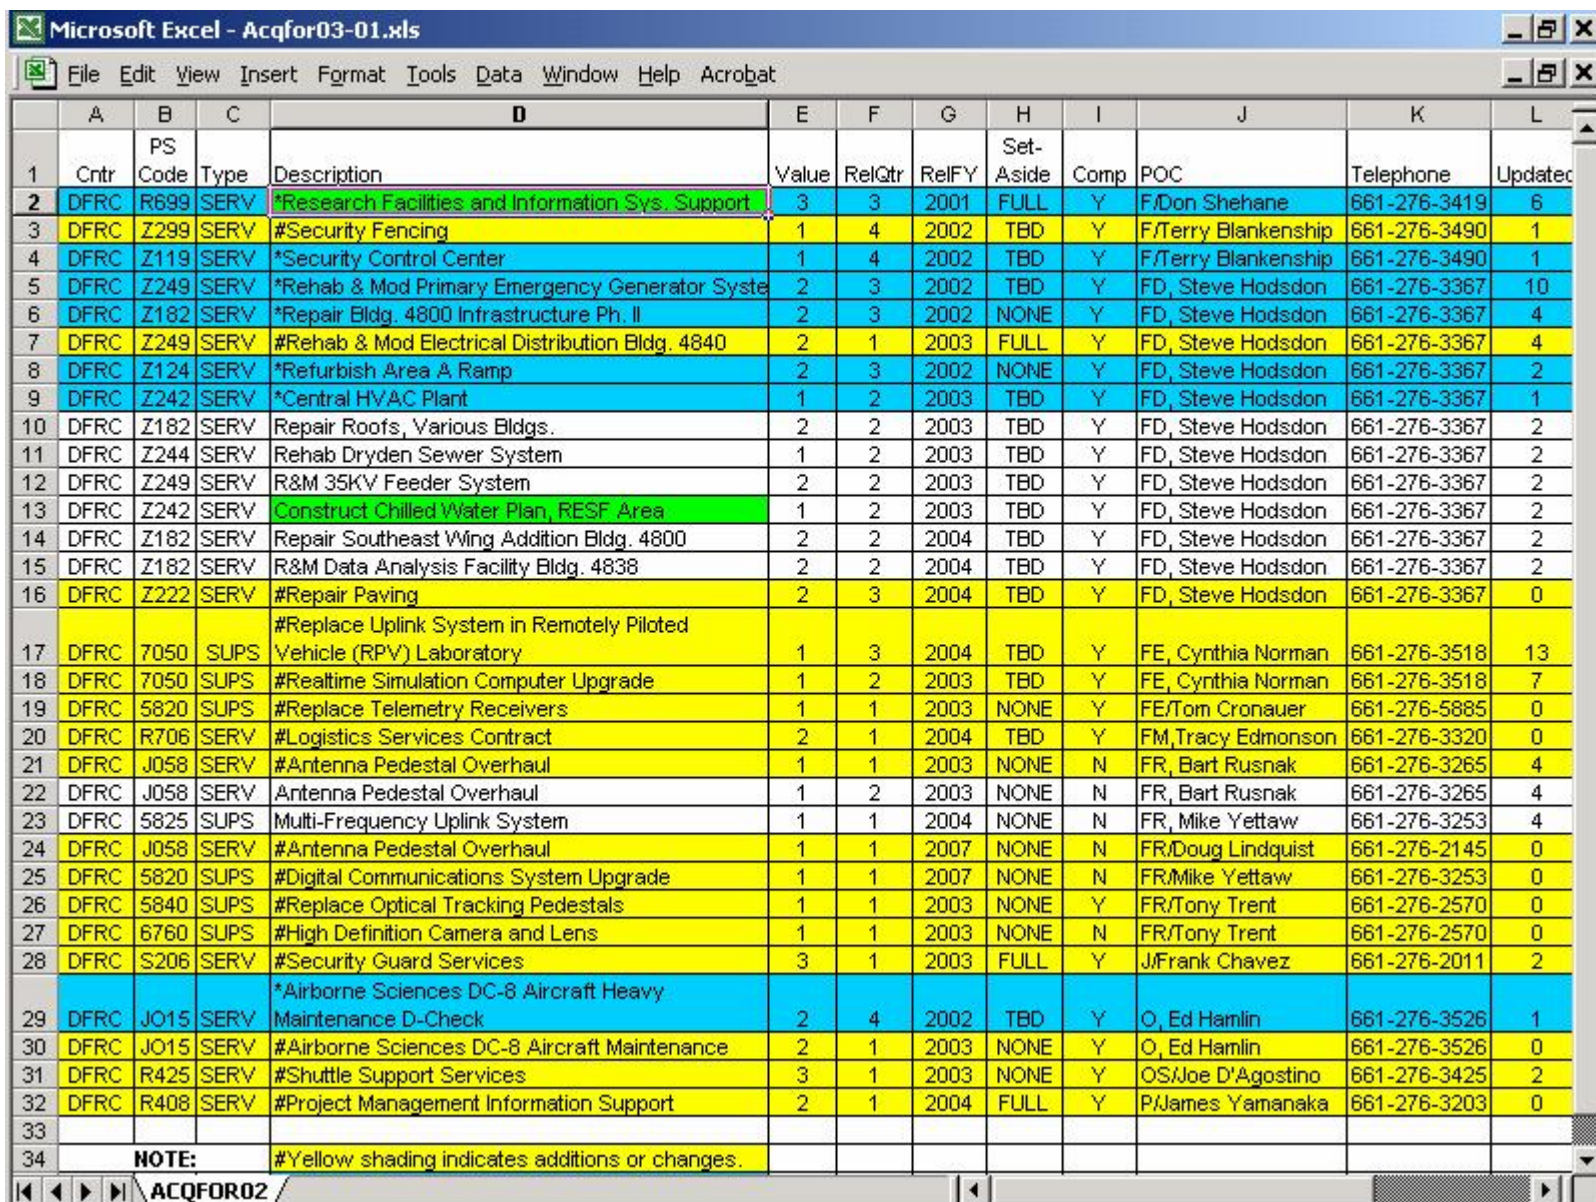 Microsoft Excel - Acqfor03-01.xls
File Edit View Insert Format Tools Data Window Help Acrobat
A B C D E F G H I J K L
PS Set-
1 Cntr Code Type Description Value RelQtr RelFY Aside Comp POC Telephone Updated
2 DFRC R699 SERV *Research Facilities and Information Sys. Support 3 3 2001 FULL Y F/Don Shehane 661-276-3419 6
3 DFRC Z299 SERV #Security Fencing 1 4 2002 TBD Y F/Terry Blankenship 661-276-3490 1
4 DFRC Z119 SERV *Security Control Center 1 4 2002 TBD Y F/Terry Blankenship 661-276-3490 1
5 DFRC Z249 SERV *Rehab & Mod Primary Emergency Generator Syste 2 3 2002 TBD Y FD, Steve Hodsdon 661-276-3367 10
6 DFRC Z182 SERV *Repair Bldg. 4800 Infrastructure Ph. II 2 3 2002 NONE Y FD, Steve Hodsdon 661-276-3367 4
7 DFRC Z249 SERV #Rehab & Mod Electrical Distribution Bldg. 4840 2 1 2003 FULL Y FD, Steve Hodsdon 661-276-3367 4
8 DFRC Z124 SERV *Refurbish Area A Ramp 2 3 2002 NONE Y FD, Steve Hodsdon 661-276-3367 2
9 DFRC Z242 SERV *Central HVAC Plant 1 2 2003 TBD Y FD, Steve Hodsdon 661-276-3367 1
10 DFRC Z182 SERV Repair Roofs, Various Bldgs. 2 2 2003 TBD Y FD, Steve Hodsdon 661-276-3367 2
11 DFRC Z244 SERV Rehab Dryden Sewer System 1 2 2003 TBD Y FD, Steve Hodsdon 661-276-3367 2
12 DFRC Z249 SERV R&M 35KV Feeder System 2 2 2003 TBD Y FD, Steve Hodsdon 661-276-3367 2
13 DFRC Z242 SERV Construct Chilled Water Plan, RESF Area 1 2 2003 TBD Y FD, Steve Hodsdon 661-276-3367 2
14 DFRC Z182 SERV Repair Southeast Wing Addition Bldg. 4800 2 2 2004 TBD Y FD, Steve Hodsdon 661-276-3367 2
15 DFRC Z182 SERV R&M Data Analysis Facility Bldg. 4838 2 2 2004 TBD Y FD, Steve Hodsdon 661-276-3367 2
16 DFRC Z222 SERV #Repair Paving 2 3 2004 TBD Y FD, Steve Hodsdon 661-276-3367 0
#Replace Uplink System in Remotely Piloted
17 DFRC 7050 SUPS Vehicle (RPV) Laboratory 1 3 2004 TBD Y FE, Cynthia Norman 661-276-3518 13
18 DFRC 7050 SUPS #Realtime Simulation Computer Upgrade 1 2 2003 TBD Y FE, Cynthia Norman 661-276-3518 7
19 DFRC 5820 SUPS #Replace Telemetry Receivers 1 1 2003 NONE Y FE/Tom Cronauer 661-276-5885 0
20 DFRC R706 SERV #Logistics Services Contract 2 1 2004 TBD Y FM,Tracy Edmonson 661-276-3320 0
21 DFRC J058 SERV #Antenna Pedestal Overhaul 1 1 2003 NONE N FR, Bart Rusnak 661-276-3265 4
22 DFRC J058 SERV Antenna Pedestal Overhaul 1 2 2003 NONE N FR, Bart Rusnak 661-276-3265 4
23 DFRC 5825 SUPS Multi-Frequency Uplink System 1 1 2004 NONE N FR, Mike Yettaw 661-276-3253 4
24 DFRC J058 SERV #Antenna Pedestal Overhaul 1 1 2007 NONE N FR/Doug Lindquist 661-276-2145 0
25 DFRC 5820 SUPS #Digital Communications System Upgrade 1 1 2007 NONE N FR/Mike Yettaw 661-276-3253 0
26 DFRC 5840 SUPS #Replace Optical Tracking Pedestals 1 1 2003 NONE Y FR/Tony Trent 661-276-2570 0
27 DFRC 6760 SUPS #High Definition Camera and Lens 1 1 2003 NONE N FR/Tony Trent 661-276-2570 0
28 DFRC S206 SERV #Security Guard Services 3 1 2003 FULL Y J/Frank Chavez 661-276-2011 2
*Airborne Sciences DC-8 Aircraft Heavy
29 DFRC JO15 SERV Maintenance D-Check 2 4 2002 TBD Y O, Ed Hamlin 661-276-3526 1
30 DFRC JO15 SERV #Airborne Sciences DC-8 Aircraft Maintenance 2 1 2003 NONE Y O, Ed Hamlin 661-276-3526 0
31 DFRC R425 SERV #Shuttle Support Services 3 1 2003 NONE Y OS/Joe D'Agostino 661-276-3425 2
32 DFRC R408 SERV #Project Management Information Support 2 1 2004 FULL Y P/James Yamanaka 661-276-3203 0
33
34 NOTE: #Yellow shading indicates additions or changes.
ACQFOR02